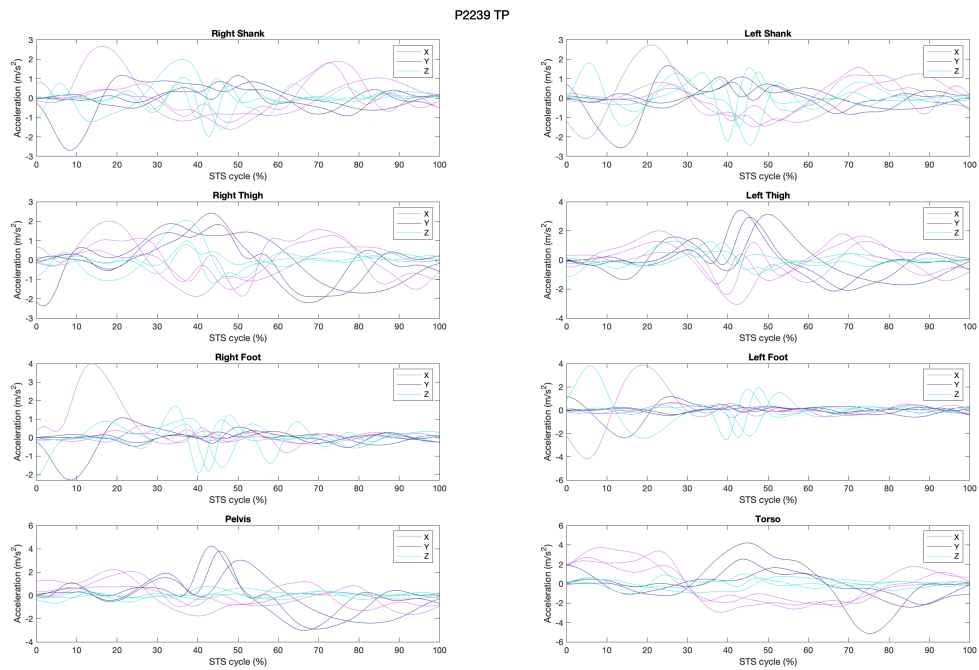 P2239 TP
Right Shank
3
2
1
0
-1
-2
-3
Acceleration (m/s²)
X
Y
Z
0 10 20 30 40 50 60 70 80 90 100
STS cycle (%)
Left Shank
3
2
1
0
-1
-2
-3
Acceleration (m/s²)
X
Y
Z
0 10 20 30 40 50 60 70 80 90 100
STS cycle (%)
Right Thigh
3
2
1
0
-1
-2
-3
Acceleration (m/s²)
X
Y
Z
0 10 20 30 40 50 60 70 80 90 100
STS cycle (%)
Left Thigh
4
2
0
-2
-4
Acceleration (m/s²)
X
Y
Z
0 10 20 30 40 50 60 70 80 90 100
STS cycle (%)
Right Foot
4
3
2
1
0
-1
-2
Acceleration (m/s²)
X
Y
Z
0 10 20 30 40 50 60 70 80 90 100
STS cycle (%)
Left Foot
4
2
0
-2
-4
-6
Acceleration (m/s²)
X
Y
Z
0 10 20 30 40 50 60 70 80 90 100
STS cycle (%)
Pelvis
6
4
2
0
-2
-4
Acceleration (m/s²)
X
Y
Z
0 10 20 30 40 50 60 70 80 90 100
STS cycle (%)
Torso
6
4
2
0
-2
-4
-6
Acceleration (m/s²)
X
Y
Z
0 10 20 30 40 50 60 70 80 90 100
STS cycle (%)